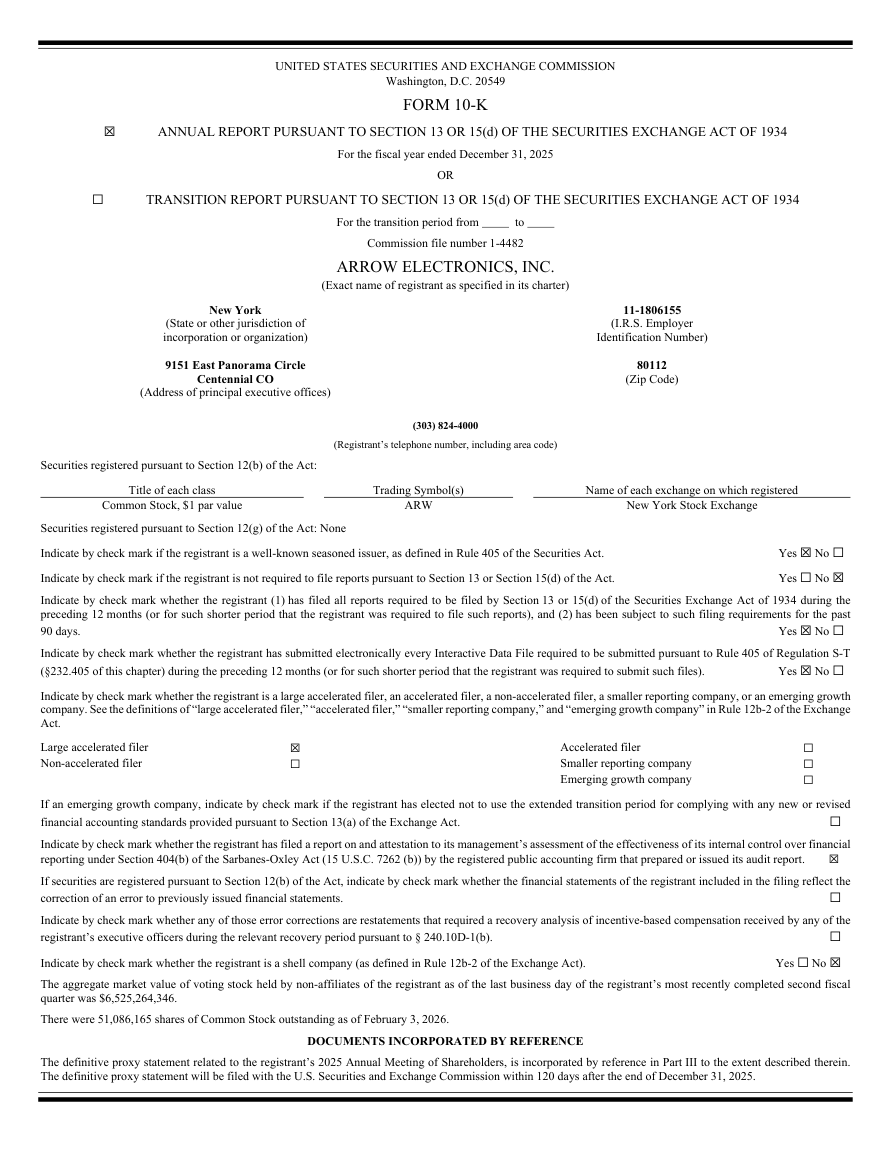 UNITED STATES SECURITIES AND EXCHANGE COMMISSION
Washington, D.C. 20549
FORM 10-K
☒ ANNUAL REPORT PURSUANT TO SECTION 13 OR 15(d) OF THE SECURITIES EXCHANGE ACT OF 1934
For the fiscal year ended December 31, 2025
OR
☐ TRANSITION REPORT PURSUANT TO SECTION 13 OR 15(d) OF THE SECURITIES EXCHANGE ACT OF 1934
For the transition period from ____ to ____
Commission file number 1-4482
ARROW ELECTRONICS, INC.
(Exact name of registrant as specified in its charter)
New York 11-1806155
(State or other jurisdiction of (I.R.S. Employer
incorporation or organization) Identification Number)
9151 East Panorama Circle 80112
Centennial CO (Zip Code)
(Address of principal executive offices)
(303) 824-4000
(Registrant's telephone number, including area code)
Securities registered pursuant to Section 12(b) of the Act:
Title of each class Trading Symbol(s) Name of each exchange on which registered
Common Stock, $1 par value ARW New York Stock Exchange
Securities registered pursuant to Section 12(g) of the Act: None
Indicate by check mark if the registrant is a well-known seasoned issuer, as defined in Rule 405 of the Securities Act. Yes ☒ No ☐
Indicate by check mark if the registrant is not required to file reports pursuant to Section 13 or Section 15(d) of the Act. Yes ☐ No ☒
Indicate by check mark whether the registrant (1) has filed all reports required to be filed by Section 13 or 15(d) of the Securities Exchange Act of 1934 during the
preceding 12 months (or for such shorter period that the registrant was required to file such reports), and (2) has been subject to such filing requirements for the past
90 days. Yes ☒ No ☐
Indicate by check mark whether the registrant has submitted electronically every Interactive Data File required to be submitted pursuant to Rule 405 of Regulation S-T
(§232.405 of this chapter) during the preceding 12 months (or for such shorter period that the registrant was required to submit such files). Yes ☒ No ☐
Indicate by check mark whether the registrant is a large accelerated filer, an accelerated filer, a non-accelerated filer, a smaller reporting company, or an emerging growth
company. See the definitions of "large accelerated filer," "accelerated filer," "smaller reporting company," and "emerging growth company" in Rule 12b-2 of the Exchange
Act.
Large accelerated filer ☒ Accelerated filer ☐
Non-accelerated filer ☐ Smaller reporting company ☐
Emerging growth company ☐
If an emerging growth company, indicate by check mark if the registrant has elected not to use the extended transition period for complying with any new or revised
financial accounting standards provided pursuant to Section 13(a) of the Exchange Act. ☐
Indicate by check mark whether the registrant has filed a report on and attestation to its management's assessment of the effectiveness of its internal control over financial
reporting under Section 404(b) of the Sarbanes-Oxley Act (15 U.S.C. 7262 (b)) by the registered public accounting firm that prepared or issued its audit report. ☒
If securities are registered pursuant to Section 12(b) of the Act, indicate by check mark whether the financial statements of the registrant included in the filing reflect the
correction of an error to previously issued financial statements. ☐
Indicate by check mark whether any of those error corrections are restatements that required a recovery analysis of incentive-based compensation received by any of the
registrant's executive officers during the relevant recovery period pursuant to § 240.10D-1(b). ☐
Indicate by check mark whether the registrant is a shell company (as defined in Rule 12b-2 of the Exchange Act). Yes ☐ No ☒
The aggregate market value of voting stock held by non-affiliates of the registrant as of the last business day of the registrant's most recently completed second fiscal
quarter was $6,525,264,346.
There were 51,086,165 shares of Common Stock outstanding as of February 3, 2026.
DOCUMENTS INCORPORATED BY REFERENCE
The definitive proxy statement related to the registrant's 2025 Annual Meeting of Shareholders, is incorporated by reference in Part III to the extent described therein.
The definitive proxy statement will be filed with the U.S. Securities and Exchange Commission within 120 days after the end of December 31, 2025.